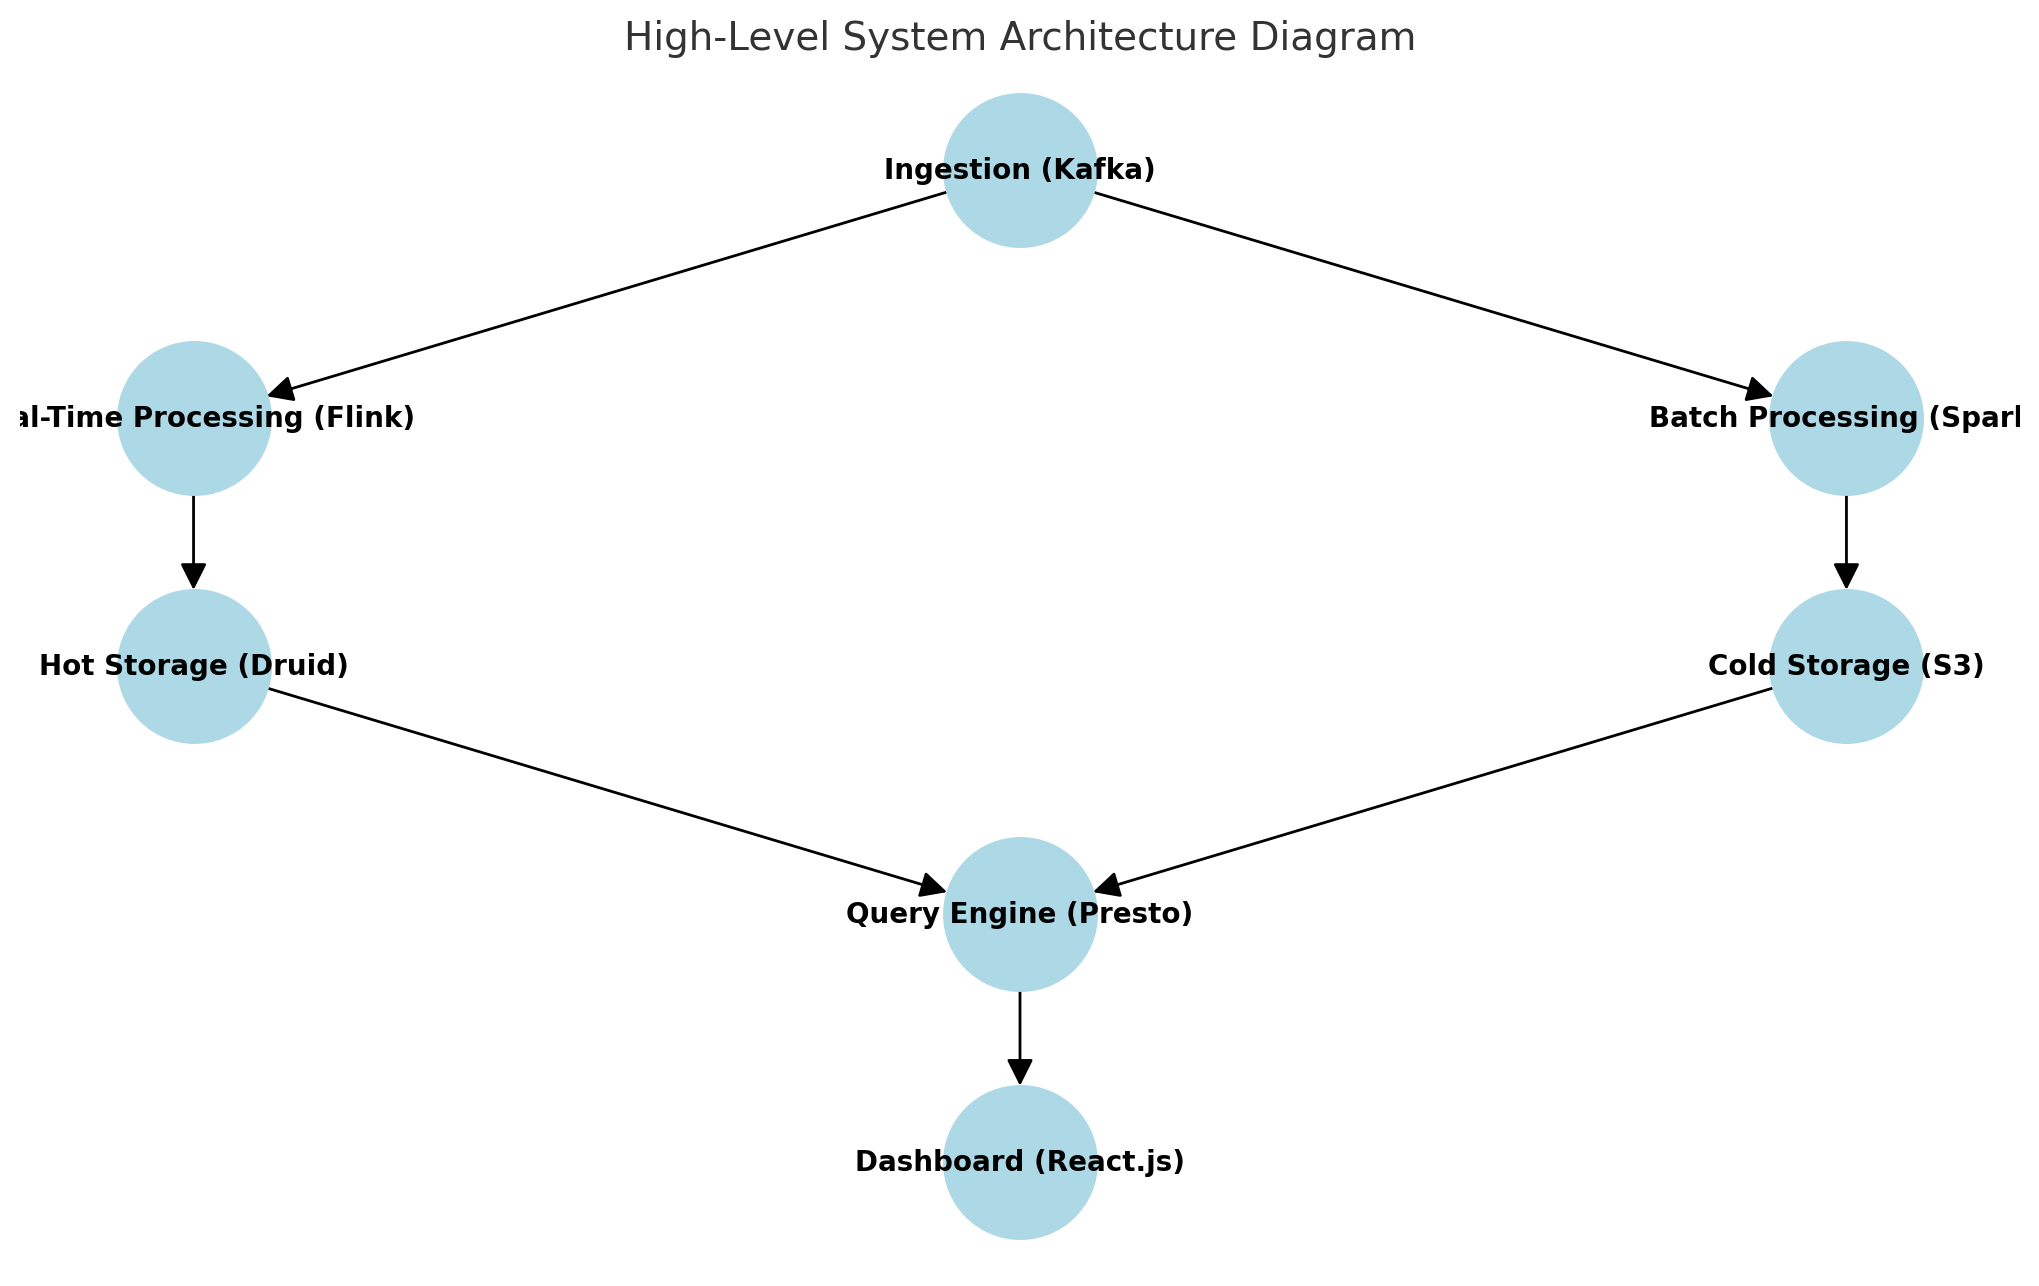 High-Level System Architecture Diagram
Ingestion (Kafka)
al-Time Processing (Flink)
Batch Processing (Spark
Hot Storage (Druid)
Cold Storage (S3)
Query Engine (Presto)
Dashboard (React.js)